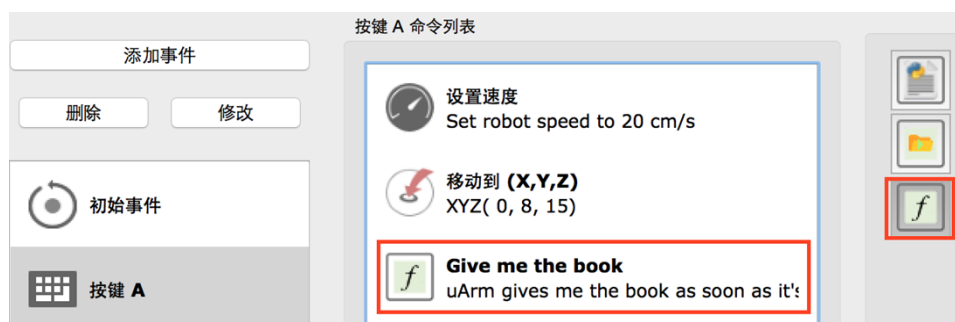 按键 A 命令列表
添加事件
删除
修改
初始事件
按键 A
设置速度
Set robot speed to 20 cm/s
移动到 (X,Y,Z)
XYZ( 0, 8, 15)
f
Give me the book
uArm gives me the book as soon as it's
f